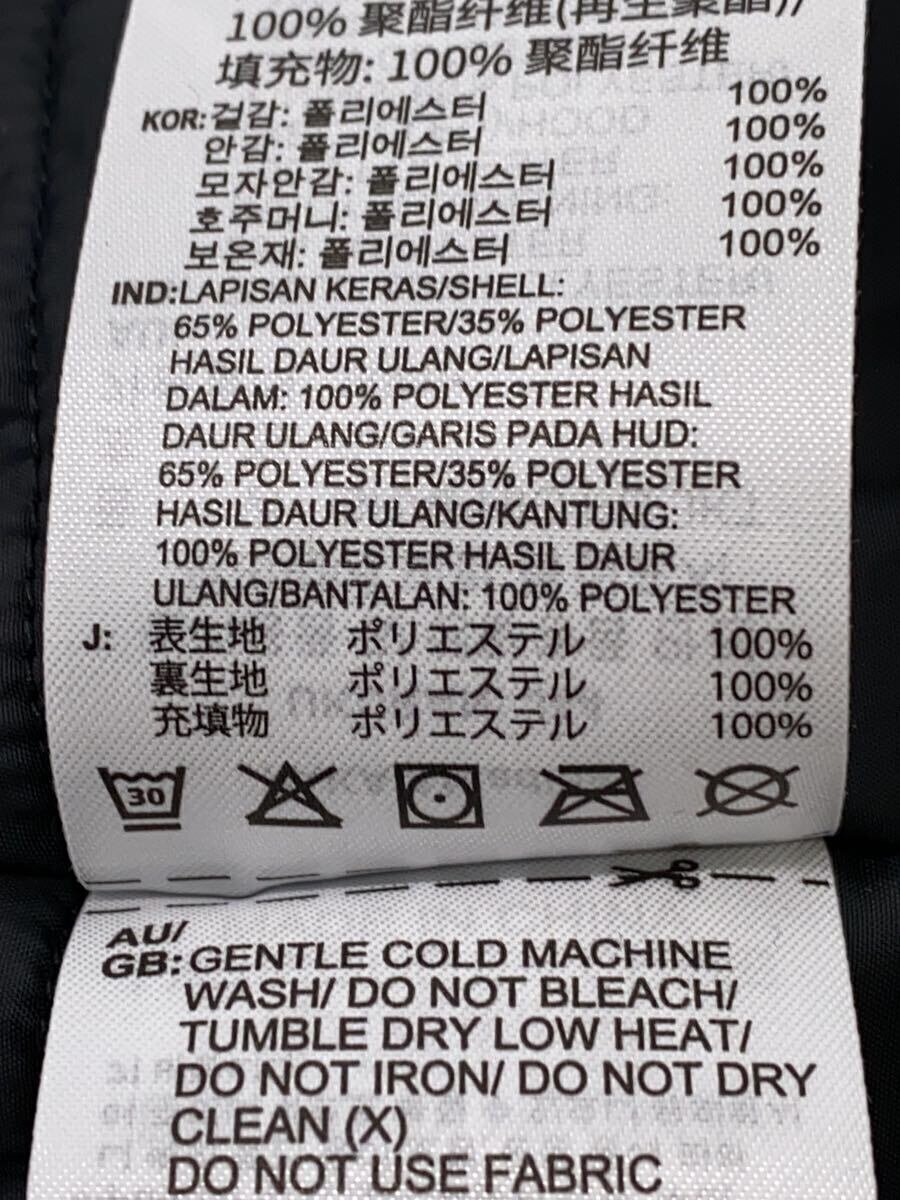 100% 聚酯纤维(再生聚酯)/
填充物: 100% 聚酯纤维
KOR: 걸감: 폴리에스터 100%
안감: 폴리에스터 100%
모자안감: 폴리에스터 100%
호주머니: 폴리에스터 100%
보온재: 폴리에스터 100%
IND: LAPISAN KERAS/SHELL:
65% POLYESTER/35% POLYESTER
HASIL DAUR ULANG/LAPISAN
DALAM: 100% POLYESTER HASIL
DAUR ULANG/GARIS PADA HUD:
65% POLYESTER/35% POLYESTER
HASIL DAUR ULANG/KANTUNG:
100% POLYESTER HASIL DAUR
ULANG/BANTALAN: 100% POLYESTER
J: 表生地 ポリエステル 100%
裏生地 ポリエステル 100%
充填物 ポリエステル 100%
30
AU/
GB: GENTLE COLD MACHINE
WASH/ DO NOT BLEACH/
TUMBLE DRY LOW HEAT/
DO NOT IRON/ DO NOT DRY
CLEAN (X)
DO NOT USE FABRIC